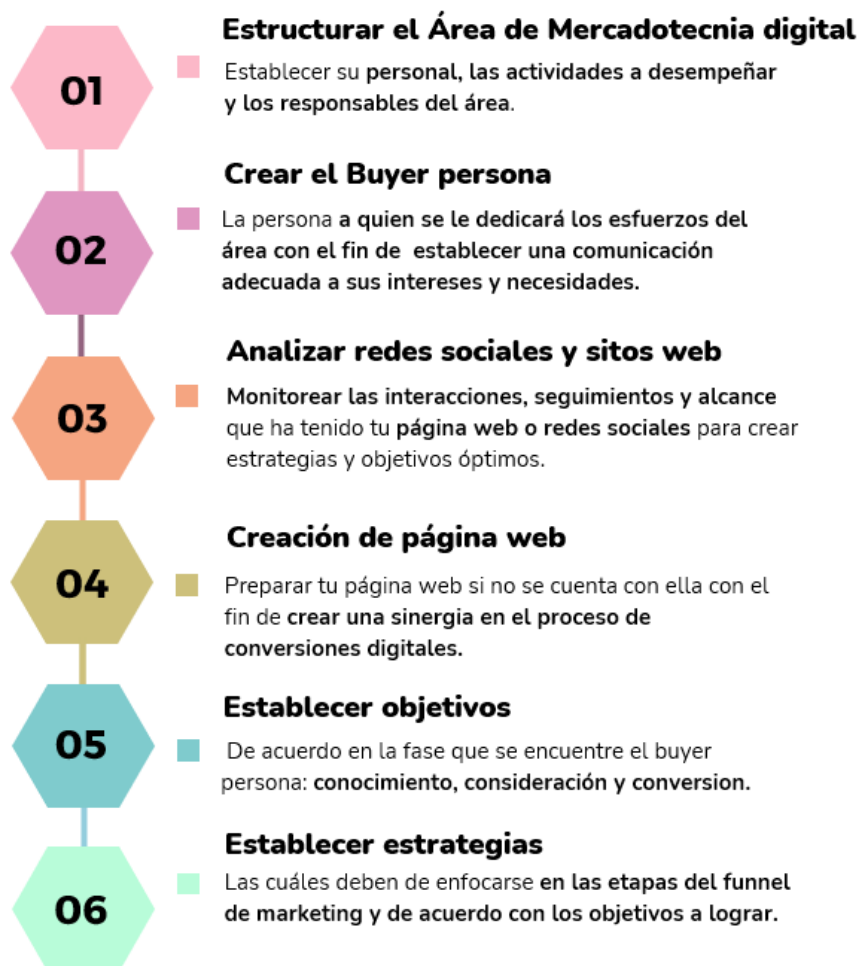 Estructurar el Área de Mercadotecnia digital
01
Establecer su personal, las actividades a desempeñar
y los responsables del área.
Crear el Buyer persona
02
La persona a quien se le dedicará los esfuerzos del
área con el fin de establecer una comunicación
adecuada a sus intereses y necesidades.
Analizar redes sociales y sitos web
03
Monitorear las interacciones, seguimientos y alcance
que ha tenido tu página web o redes sociales para crear
estrategias y objetivos óptimos.
Creación de página web
04
Preparar tu página web si no se cuenta con ella con el
fin de crear una sinergia en el proceso de
conversiones digitales.
Establecer objetivos
05
De acuerdo en la fase que se encuentre el buyer
persona: conocimiento, consideración y conversion.
Establecer estrategias
06
Las cuáles deben de enfocarse en las etapas del funnel
de marketing y de acuerdo con los objetivos a lograr.